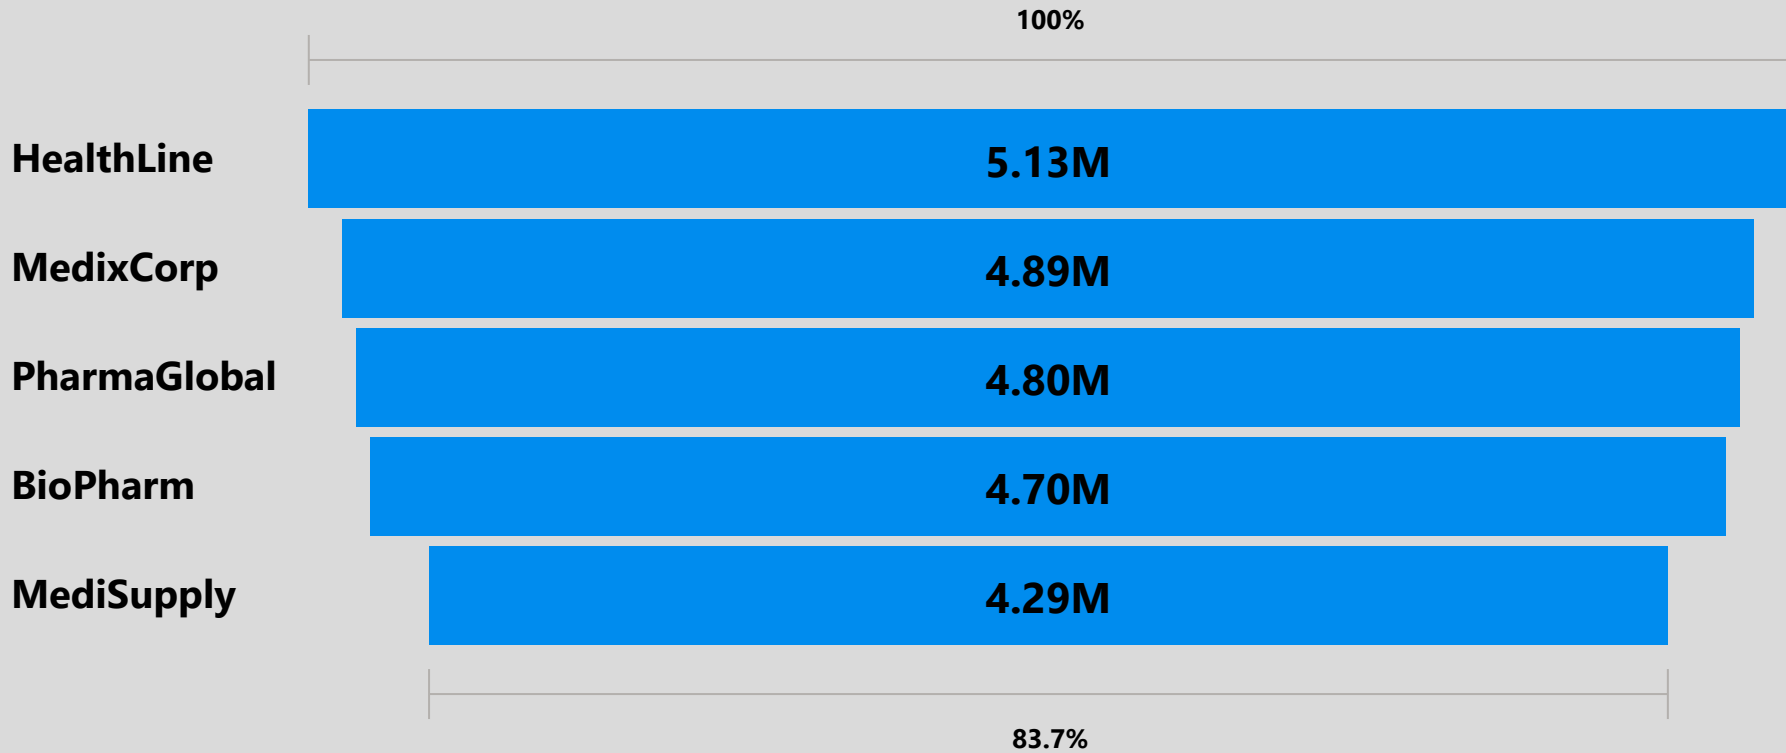 100%
HealthLine 5.13M
MedixCorp 4.89M
PharmaGlobal 4.80M
BioPharm 4.70M
MediSupply 4.29M
83.7%